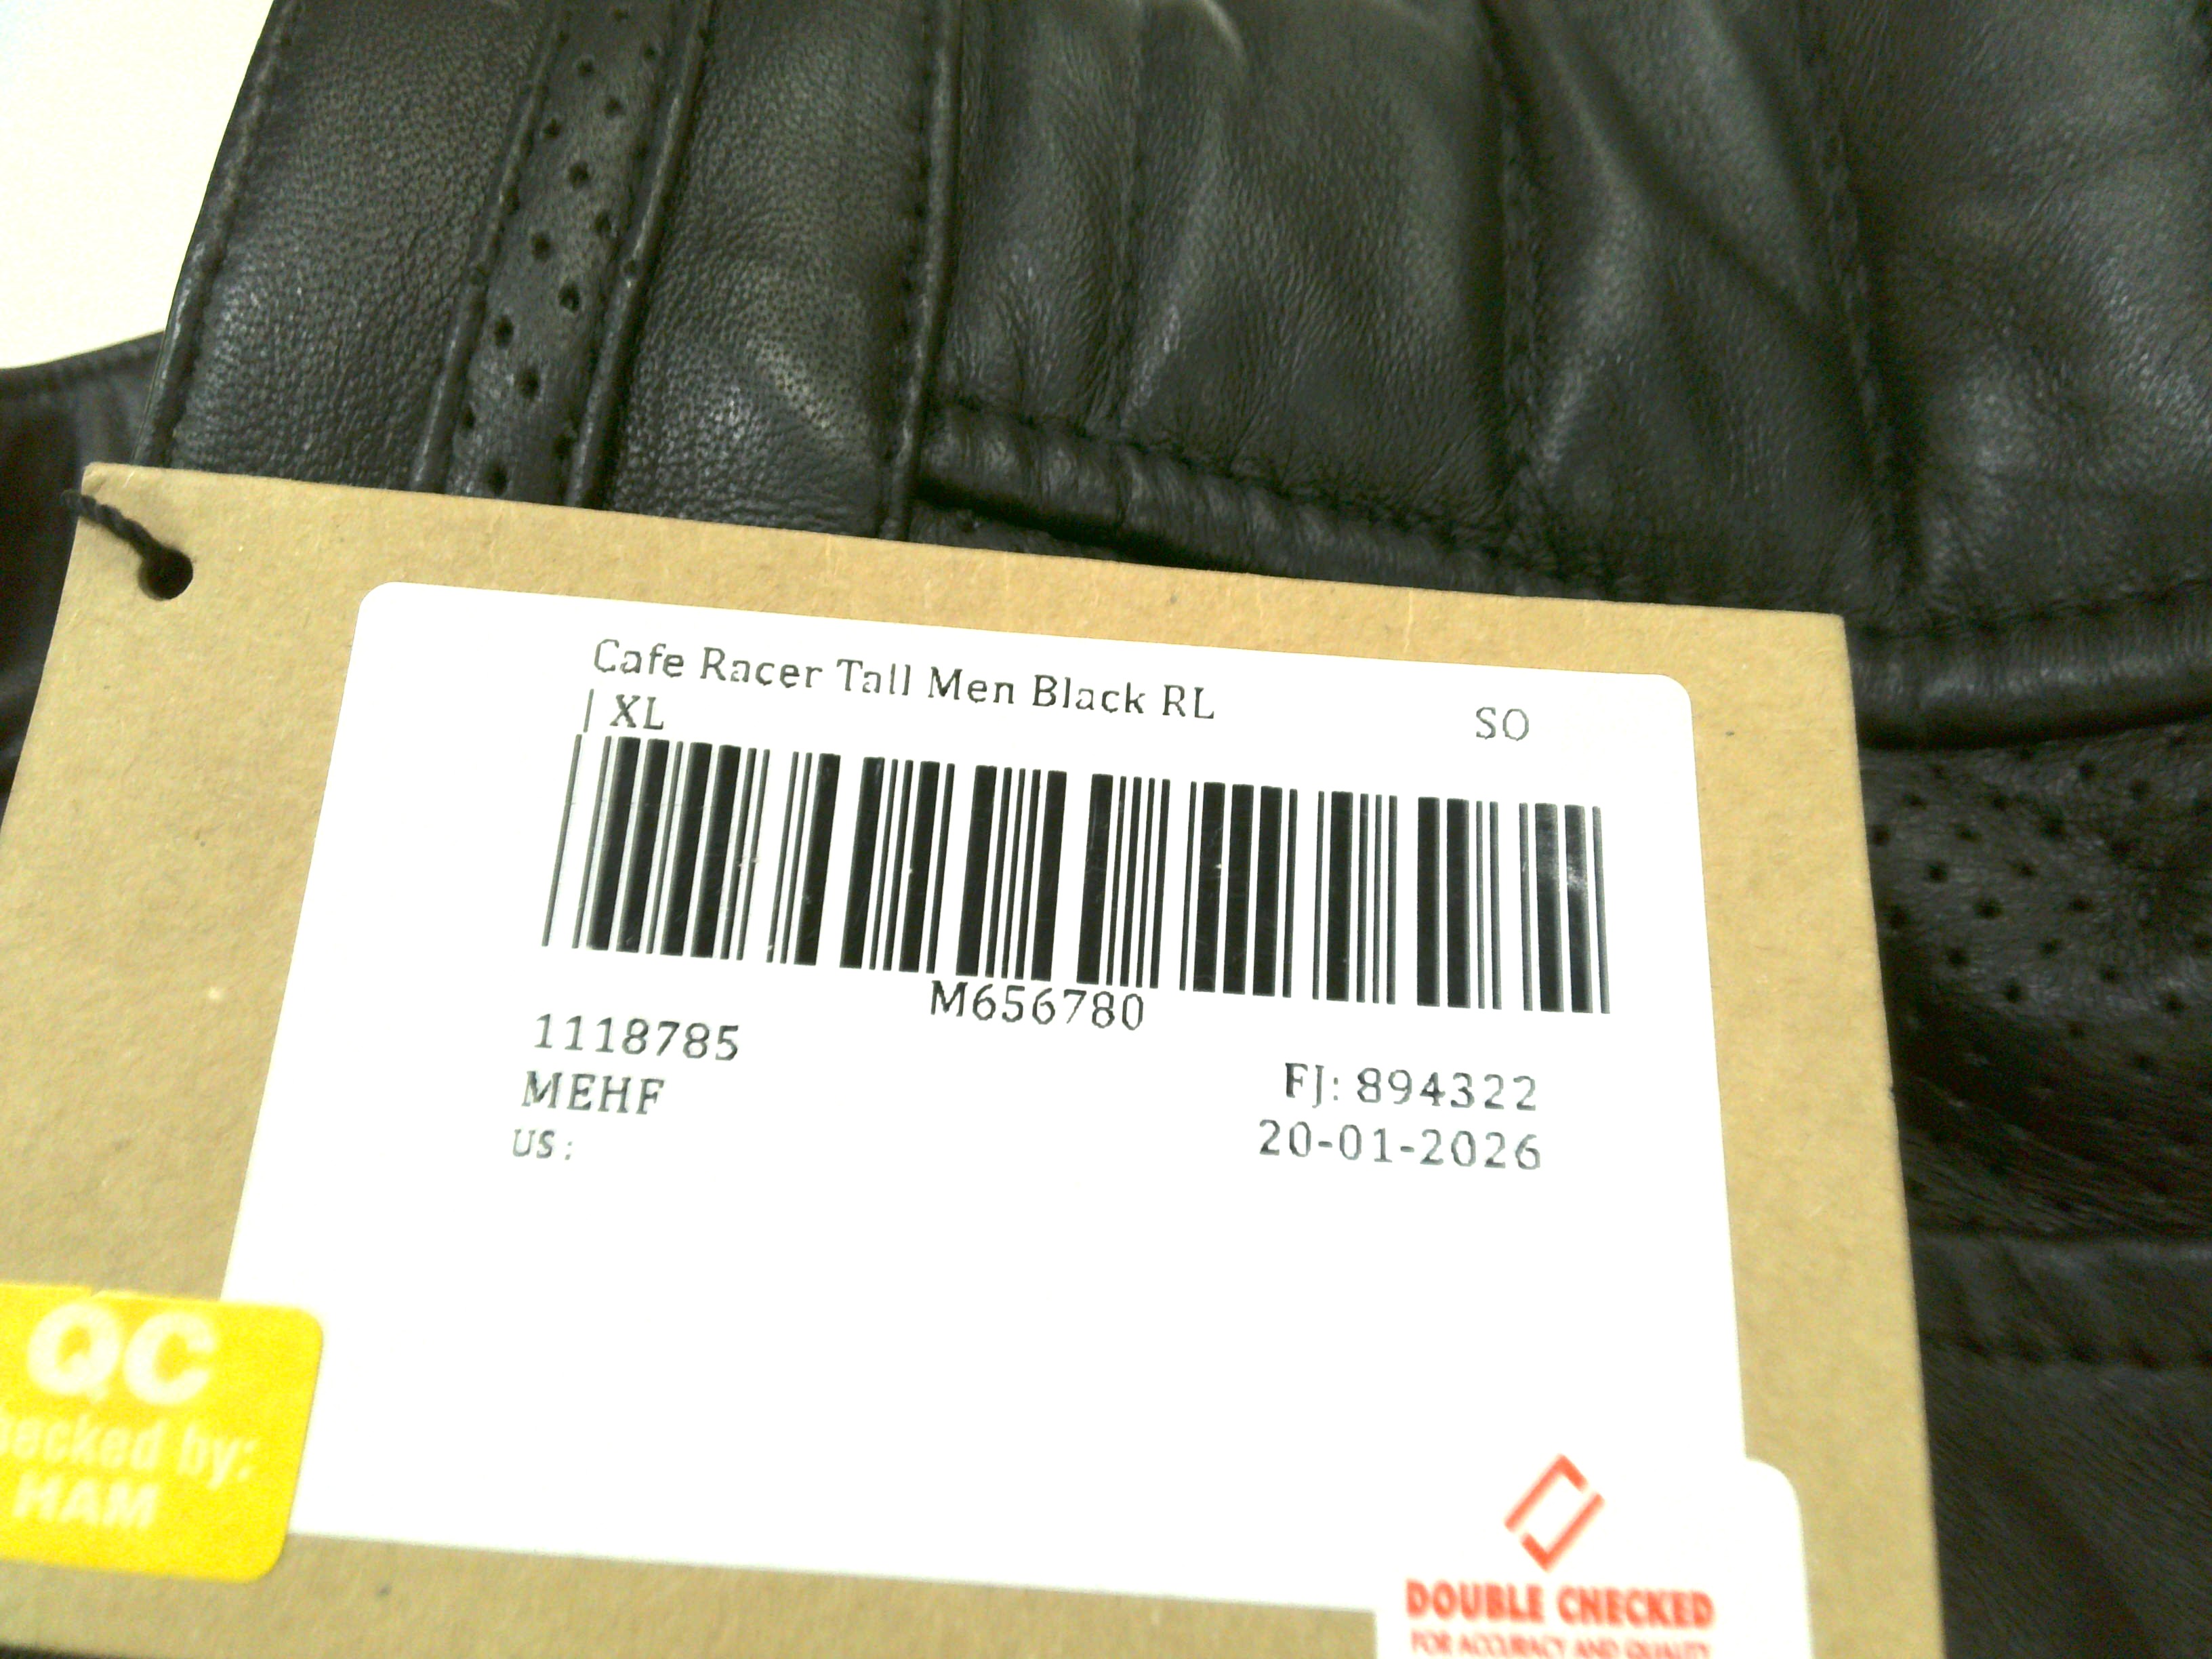 Cafe Racer Tall Men Black RL
| XL
SO
M656780
1118785
MEHF
US:
FJ: 894322
20-01-2026
QC
hecked by:
HAM
DOUBLE CHECKED
FOR ACCURACY AND QUALITY